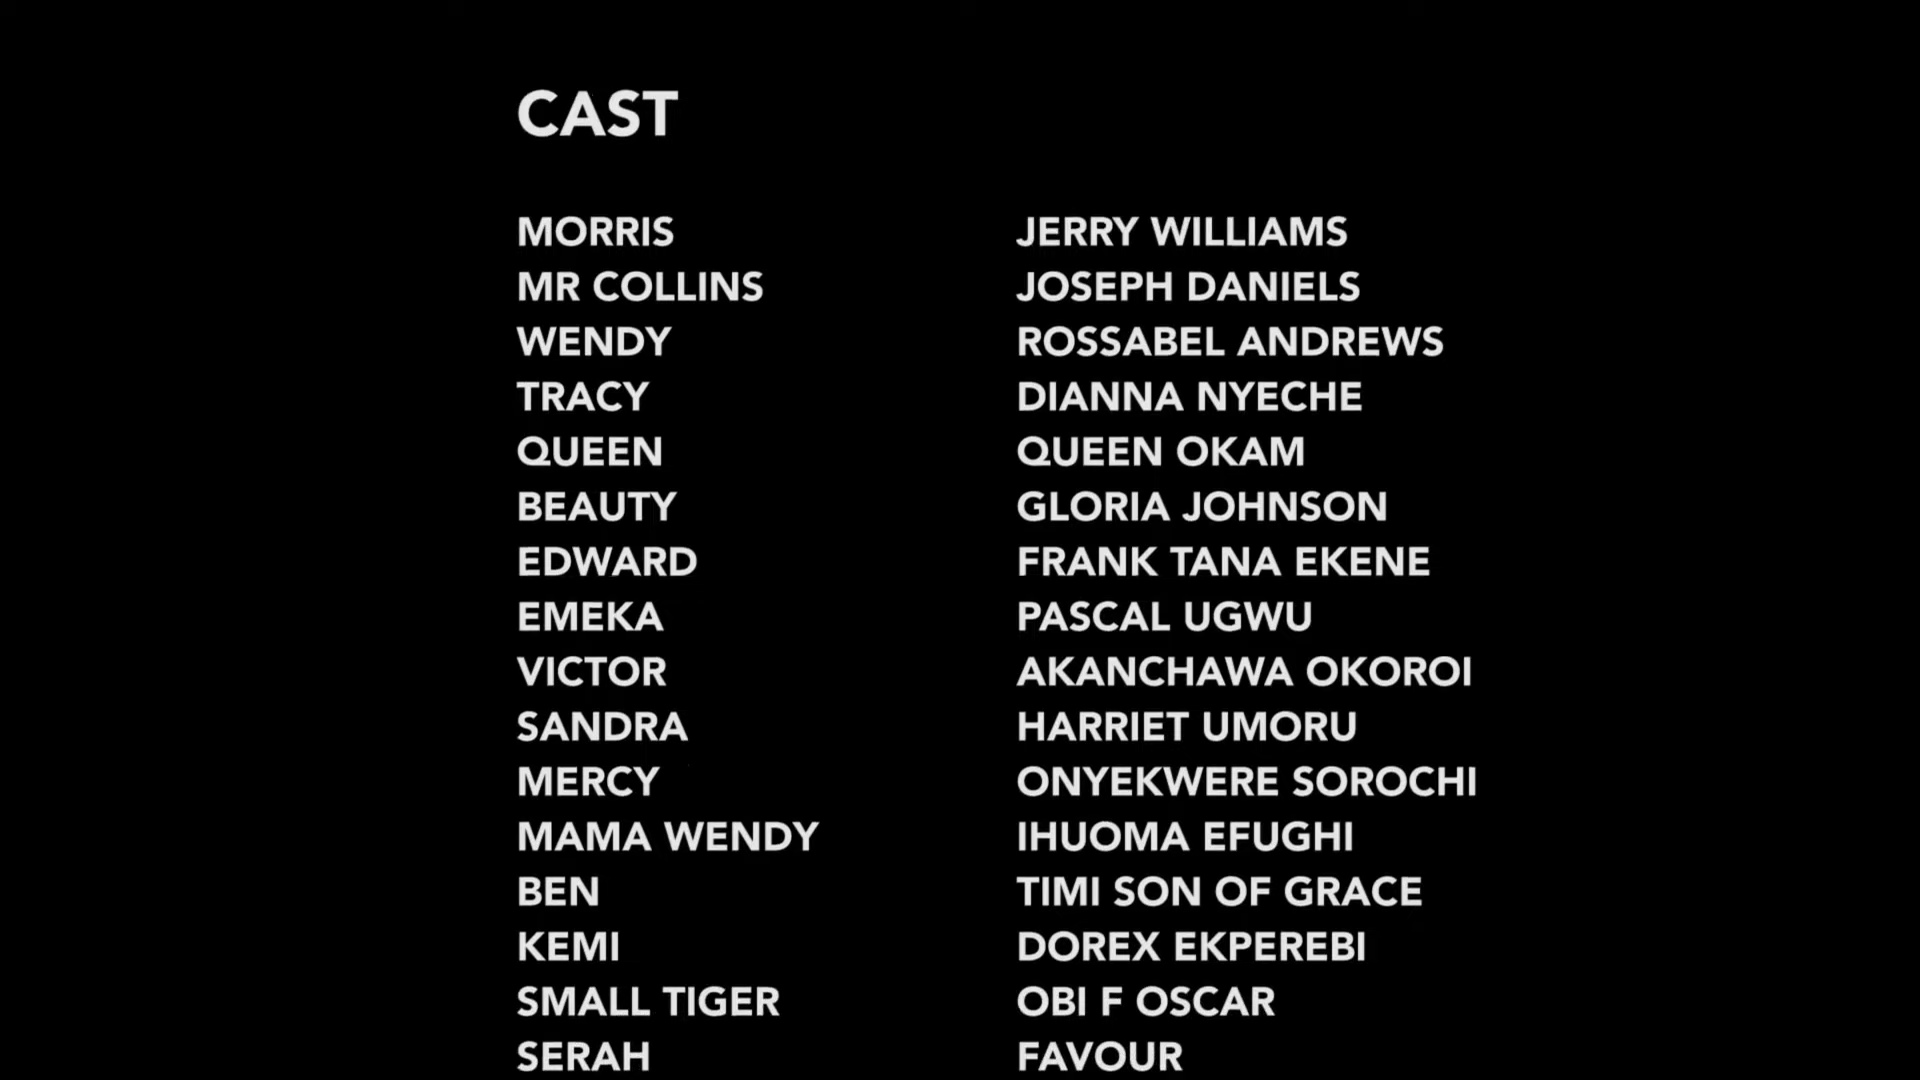 CAST
MORRIS JERRY WILLIAMS
MR COLLINS JOSEPH DANIELS
WENDY ROSSABEL ANDREWS
TRACY DIANNA NYECHE
QUEEN QUEEN OKAM
BEAUTY GLORIA JOHNSON
EDWARD FRANK TANA EKENE
EMEKA PASCAL UGWU
VICTOR AKANCHAWA OKOROI
SANDRA HARRIET UMORU
MERCY ONYEKWERE SOROCHI
MAMA WENDY IHUOMA EFUGHI
BEN TIMI SON OF GRACE
KEMI DOREX EKPEREBI
SMALL TIGER OBI F OSCAR
SERAH FAVOUR